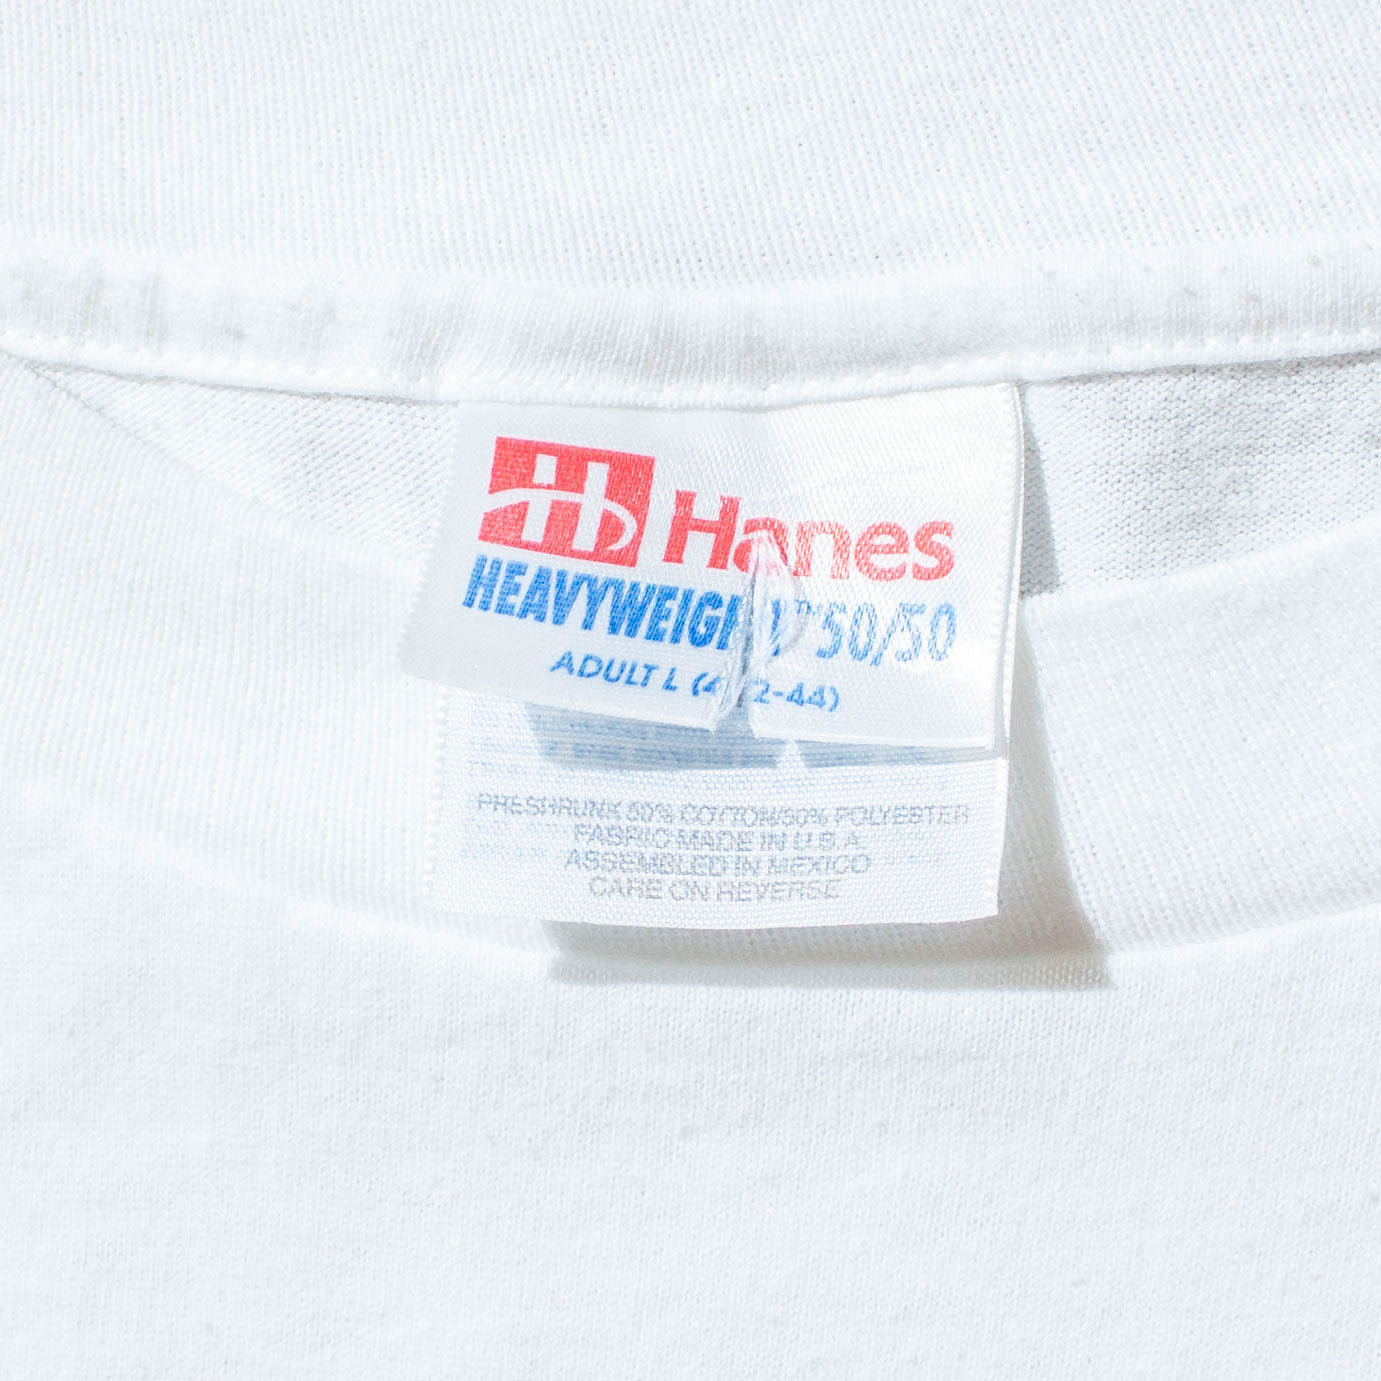 H Hanes
HEAVYWEIGHT™ 50/50
ADULT L (42-44)
PRESHRUNK 50% COTTON/50% POLYESTER
FABRIC MADE IN U.S.A
ASSEMBLED IN MEXICO
CARE ON REVERSE